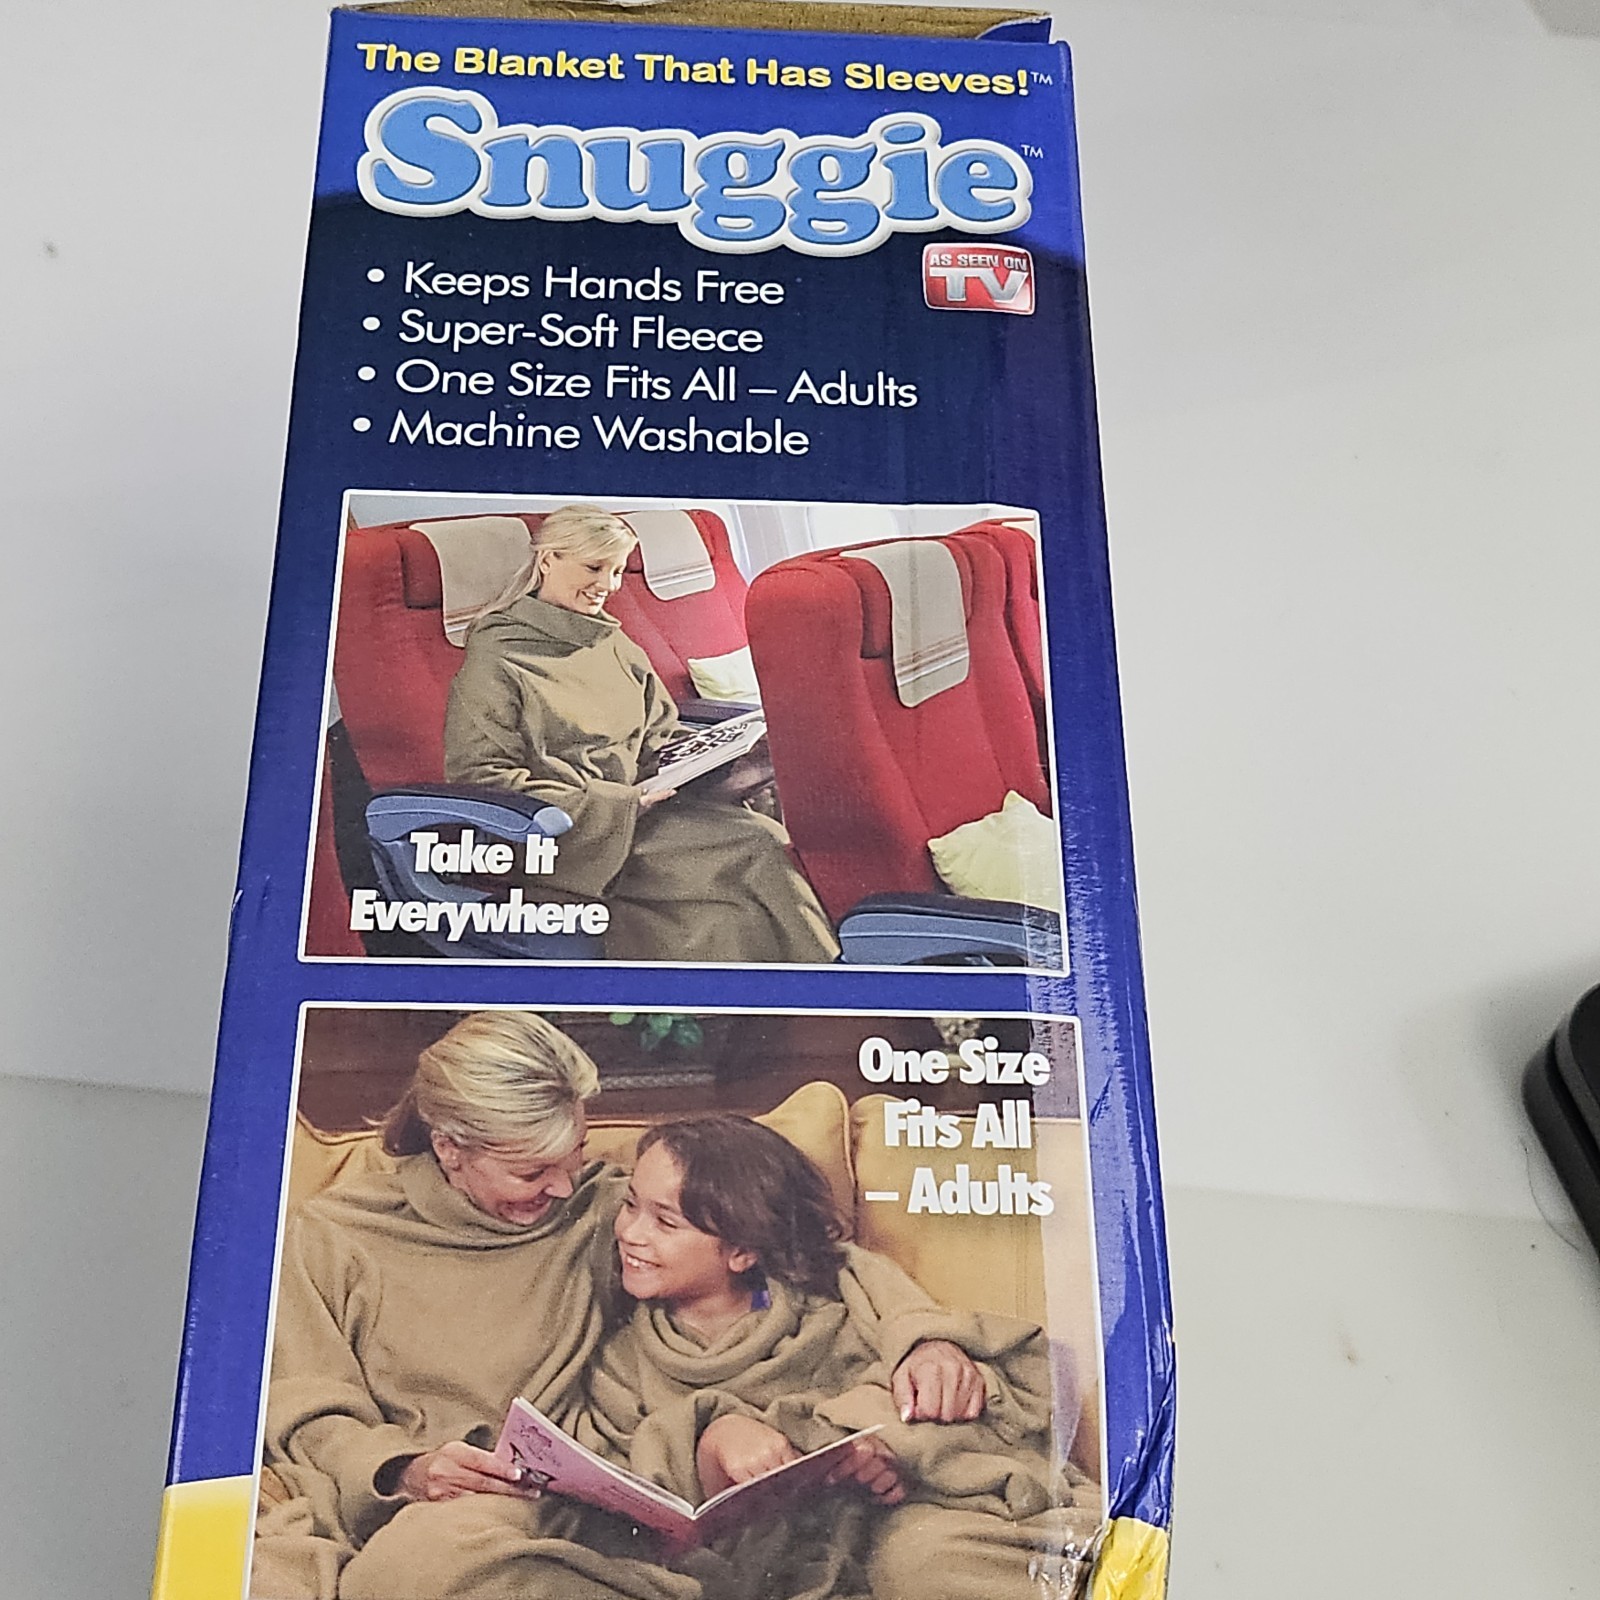 The Blanket That Has Sleeves!™
Snuggie™
AS SEEN ON
TV
• Keeps Hands Free
• Super-Soft Fleece
• One Size Fits All – Adults
• Machine Washable
Take It
Everywhere
One Size
Fits All
– Adults